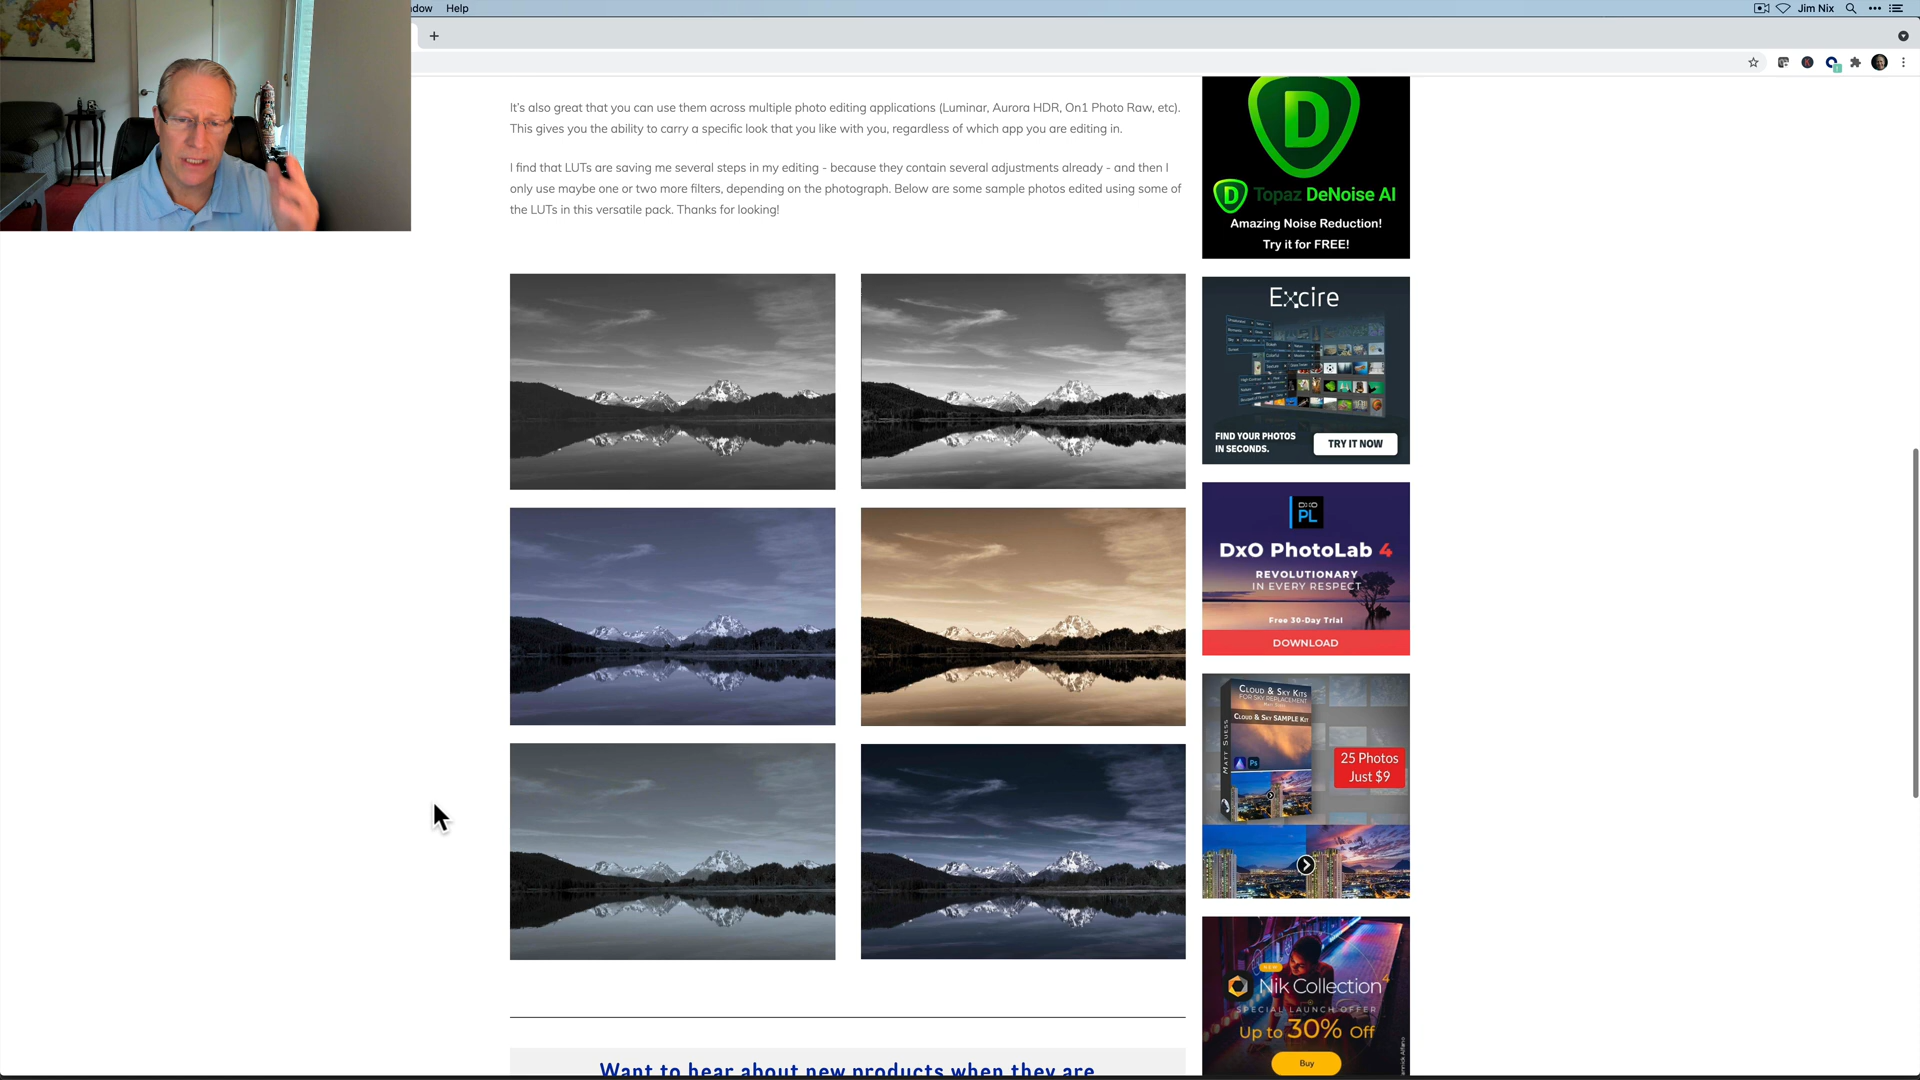 dow Help
Jim Nix
It's also great that you can use them across multiple photo editing applications (Luminar, Aurora HDR, On1 Photo Raw, etc).
This gives you the ability to carry a specific look that you like with you, regardless of which app you are editing in.
I find that LUTs are saving me several steps in my editing - because they contain several adjustments already - and then I
only use maybe one or two more filters, depending on the photograph. Below are some sample photos edited using some of
the LUTs in this versatile pack. Thanks for looking!
D
Topaz DeNoise AI
Amazing Noise Reduction!
Try it for FREE!
Excire
FIND YOUR PHOTOS
IN SECONDS.
TRY IT NOW
DXO
PL
DxO PhotoLab 4
REVOLUTIONARY
IN EVERY RESPECT
Free 30-Day Trial
DOWNLOAD
CLOUD & SKY KITS
FOR SKY REPLACEMENT
CLOUD & SKY SAMPLE KIT
MATT SUESS
Ps
25 Photos
Just $9
NEW
Nik Collection 4
SPECIAL LAUNCH OFFER
Up to 30% Off
Buy
Want to hear about new products when they are